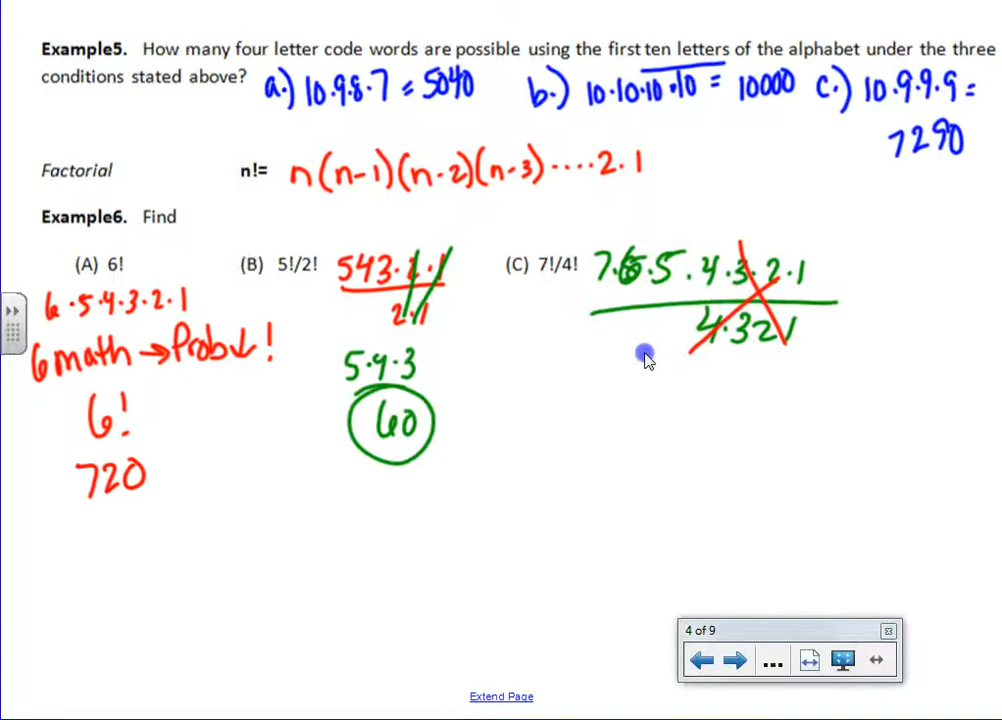 Example5. How many four letter code words are possible using the first ten letters of the alphabet under the three
conditions stated above? a.) 10.9.8.7 = 5040 b.) 10.10.10.10 = 10000 c.) 10.9.9.9 =
7290
Factorial n!= n(n-1)(n-2)(n-3)....2.1
Example6. Find
(A) 6! (B) 5!/2! 543.2.1 (C) 7!/4! 7.6.5.4.3.2.1
6.5.4.3.2.1 2.1 4.321
6 math → Prob ↓ !
5.4.3
6! 60
720
4 of 9
...
Extend Page